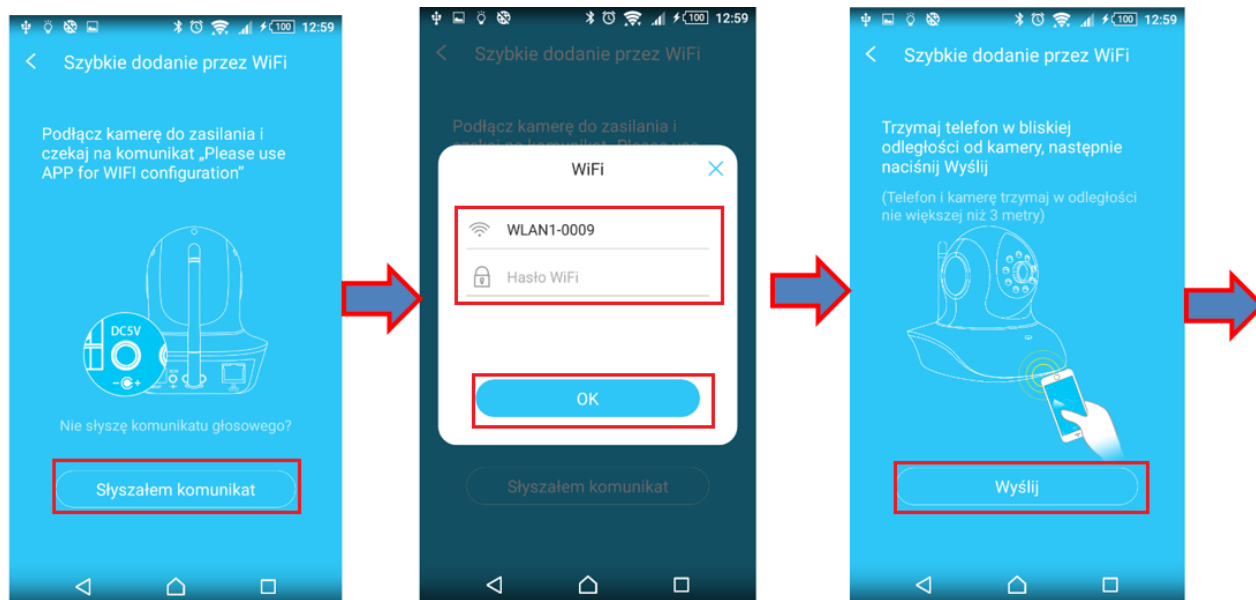 100 12:59
Szybkie dodanie przez WiFi
Podłącz kamerę do zasilania i
czekaj na komunikat „Please use
APP for WIFI configuration”
DC5V
Nie słyszę komunikatu głosowego?
Słyszałem komunikat
100 12:59
Szybkie dodanie przez WiFi
Podłącz kamerę do zasilania i
WiFi
WLAN1-0009
Hasło WiFi
OK
Słyszałem komunikat
100 12:59
Szybkie dodanie przez WiFi
Trzymaj telefon w bliskiej
odległości od kamery, następnie
naciśnij Wyślij
(Telefon i kamerę trzymaj w odległości
nie większej niż 3 metry)
Wyślij